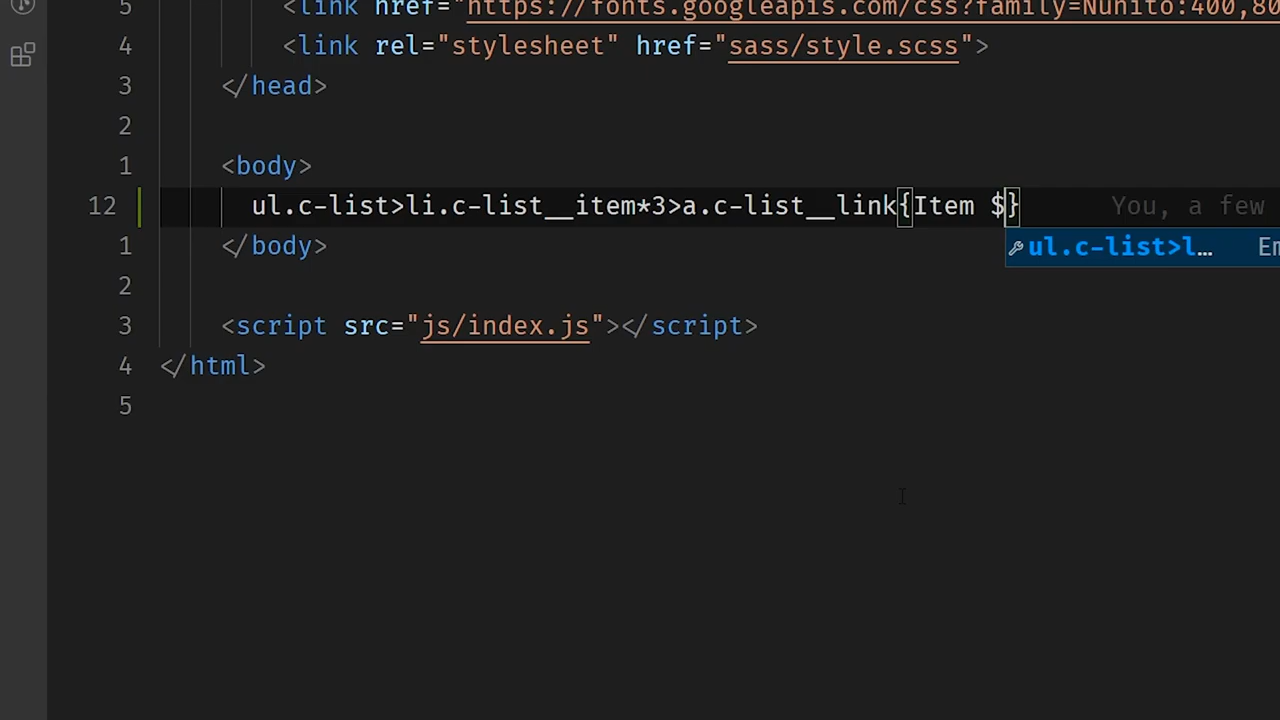 5 <link href="https://fonts.googleapis.com/css?family=Nunito:400,80
4 <link rel="stylesheet" href="sass/style.scss">
3 </head>
2
1 <body>
12 ul.c-list>li.c-list__item*3>a.c-list__link{Item $} You, a few
1 </body> ul.c-list>l… Em
2
3 <script src="js/index.js"></script>
4 </html>
5